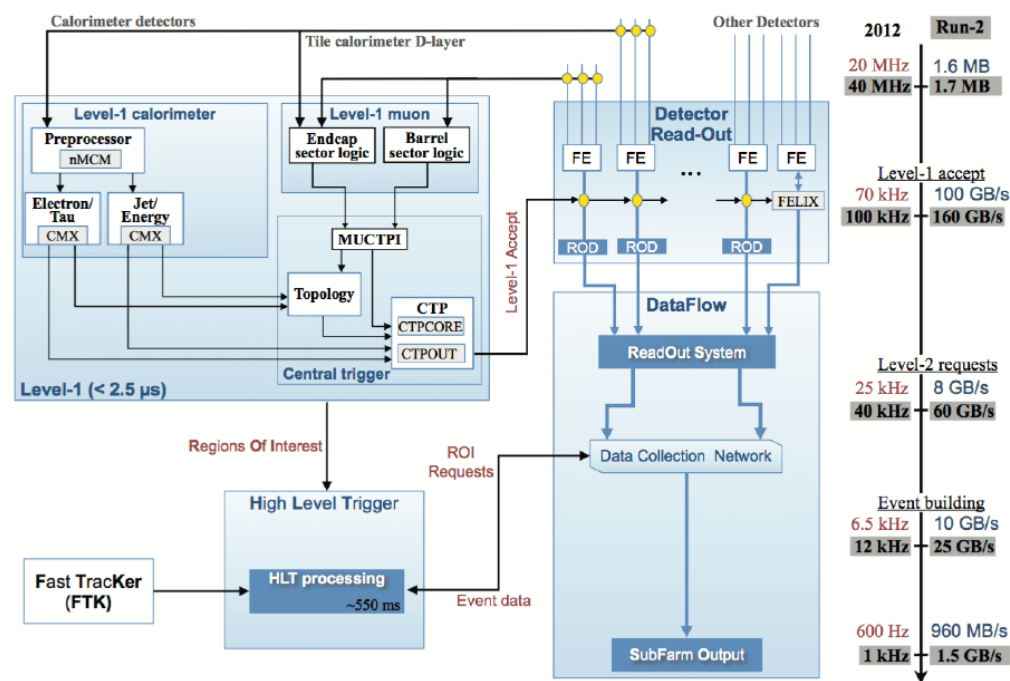 Calorimeter detectors
Tile calorimeter D-layer
Other Detectors
2012 Run-2
20 MHz 1.6 MB
40 MHz 1.7 MB
Level-1 calorimeter
Preprocessor
nMCM
Electron/
Tau
CMX
Jet/
Energy
CMX
Level-1 muon
Endcap
sector logic
Barrel
sector logic
MUCTPI
Topology
CTP
CTPCORE
CTPOUT
Central trigger
Level-1 (< 2.5 µs)
Level-1 Accept
Detector
Read-Out
FE
FE
FE
FE
...
FELIX
ROD
ROD
ROD
Level-1 accept
70 kHz 100 GB/s
100 kHz 160 GB/s
DataFlow
ReadOut System
Data Collection Network
SubFarm Output
Level-2 requests
25 kHz 8 GB/s
40 kHz 60 GB/s
Regions Of Interest
ROI
Requests
Event data
High Level Trigger
HLT processing
~550 ms
Fast TracKer
(FTK)
Event building
6.5 kHz 10 GB/s
12 kHz 25 GB/s
600 Hz 960 MB/s
1 kHz 1.5 GB/s